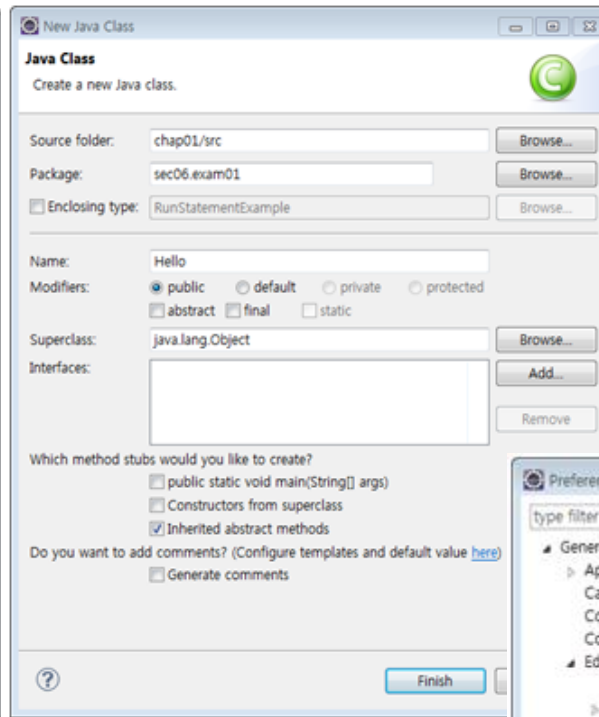 New Java Class
Java Class
Create a new Java class.
Source folder: chap01/src Browse...
Package: sec06.exam01 Browse...
Enclosing type: RunStatementExample Browse...
Name: Hello
Modifiers: public default private protected
abstract final static
Superclass: java.lang.Object Browse...
Interfaces: Add...
Remove
Which method stubs would you like to create?
public static void main(String[] args)
Constructors from superclass
Inherited abstract methods
Do you want to add comments? (Configure templates and default value here)
Generate comments
Finish
type filter